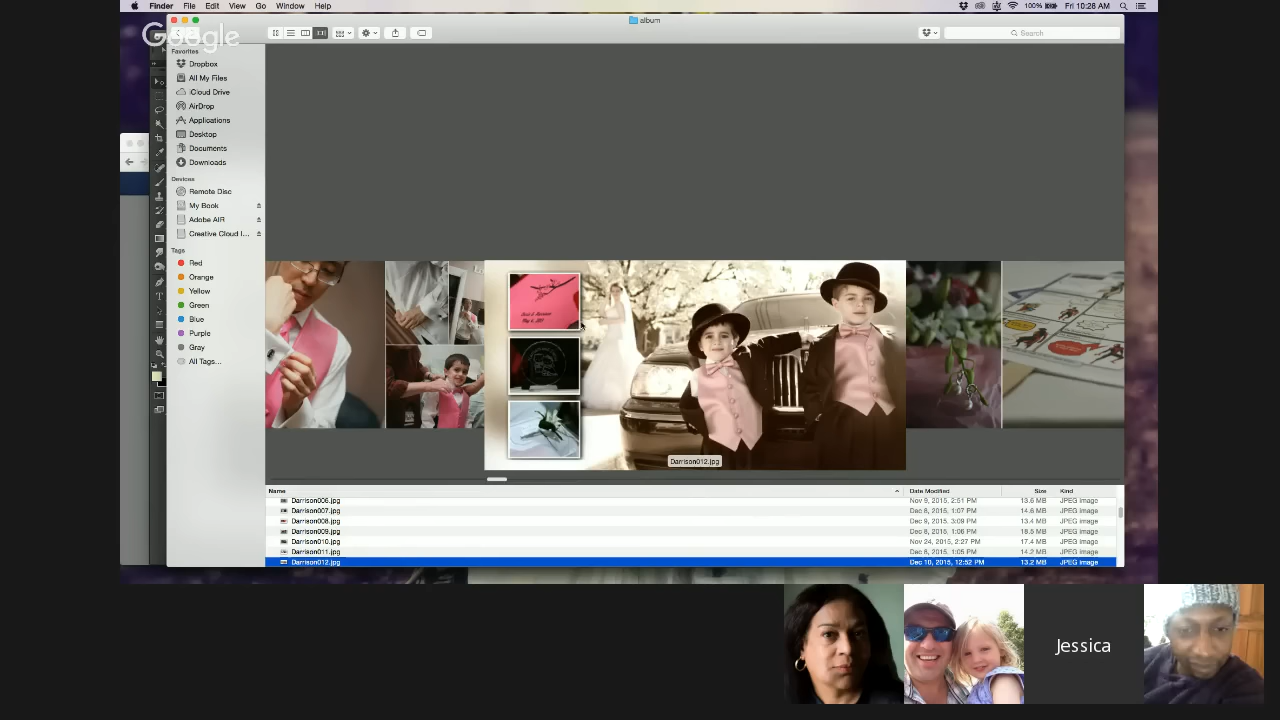 Finder File Edit View Go Window Help
100% Fri 10:28 AM
album
Google
Search
Favorites
Dropbox
All My Files
iCloud Drive
AirDrop
Applications
Desktop
Documents
Downloads
Devices
Remote Disc
My Book
Adobe AIR
Creative Cloud I...
Tags
Red
Orange
Yellow
Green
Blue
Purple
Gray
All Tags...
Darrison012.jpg
Name Date Modified Size Kind
Darrison006.jpg Nov 9, 2015, 2:51 PM 13.6 MB JPEG image
Darrison007.jpg Dec 8, 2015, 1:07 PM 14.6 MB JPEG image
Darrison008.jpg Dec 9, 2015, 3:09 PM 13.4 MB JPEG image
Darrison009.jpg Dec 8, 2015, 1:06 PM 18.5 MB JPEG image
Darrison010.jpg Nov 24, 2015, 2:27 PM 17.4 MB JPEG image
Darrison011.jpg Dec 8, 2015, 1:05 PM 14.2 MB JPEG image
Darrison012.jpg Dec 10, 2015, 12:52 PM 13.2 MB JPEG image
Jessica